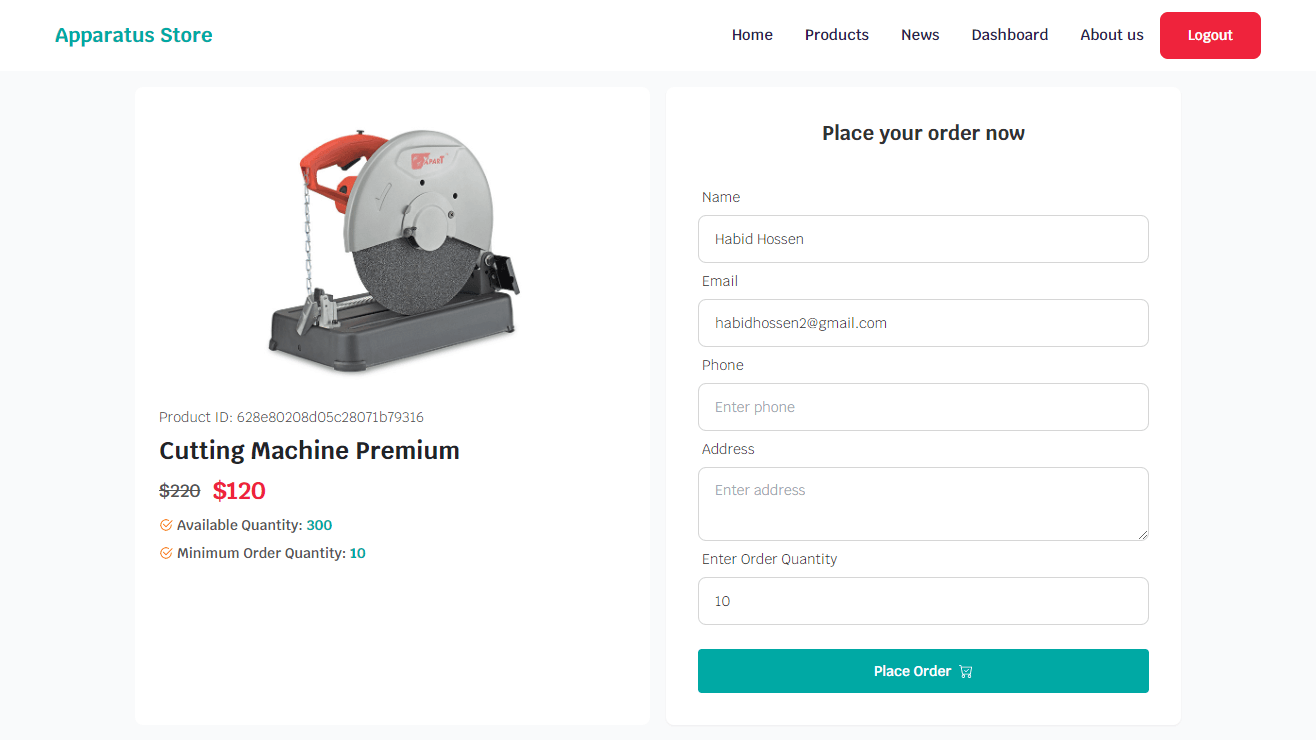 Apparatus Store
Home Products News Dashboard About us Logout
Product ID: 628e80208d05c28071b79316
Cutting Machine Premium
$220 $120
Available Quantity: 300
Minimum Order Quantity: 10
Place your order now
Name
Habid Hossen
Email
habidhossen2@gmail.com
Phone
Enter phone
Address
Enter address
Enter Order Quantity
10
Place Order